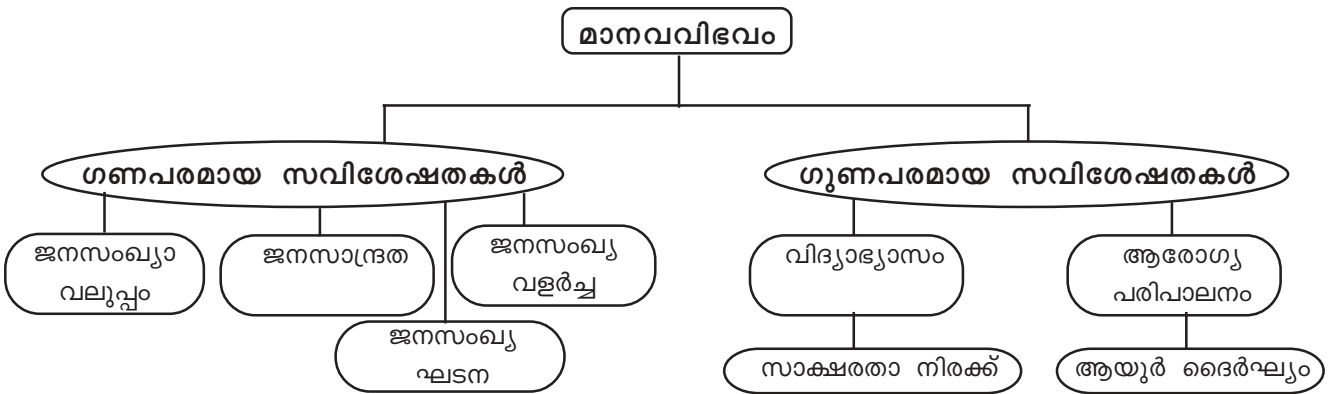 മാനവവിഭവം
ഗണപരമായ സവിശേഷതകൾ
ഗുണപരമായ സവിശേഷതകൾ
ജനസംഖ്യാ
വലുപ്പം
ജനസാന്ദ്രത
ജനസംഖ്യ
വളർച്ച
ജനസംഖ്യ
ഘടന
വിദ്യാഭ്യാസം
ആരോഗ്യ
പരിപാലനം
സാക്ഷരതാ നിരക്ക്
ആയുർ ദൈർഘ്യം